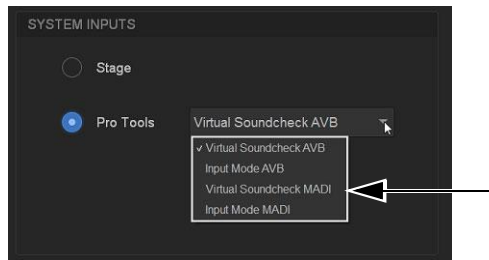 SYSTEM INPUTS
Stage
Pro Tools
Virtual Soundcheck AVB
✓ Virtual Soundcheck AVB
Input Mode AVB
Virtual Soundcheck MADI
Input Mode MADI